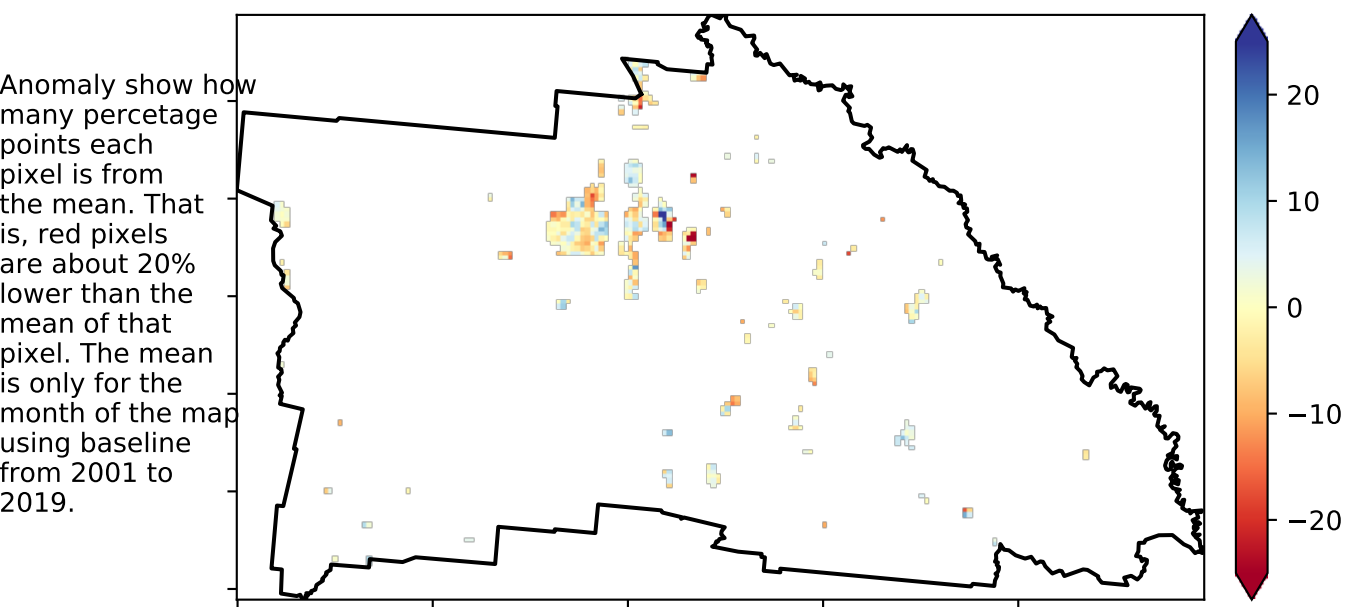 Anomaly show how
many percetage
points each
pixel is from
the mean. That
is, red pixels
are about 20%
lower than the
mean of that
pixel. The mean
is only for the
month of the map
using baseline
from 2001 to
2019.
20
10
0
−10
−20